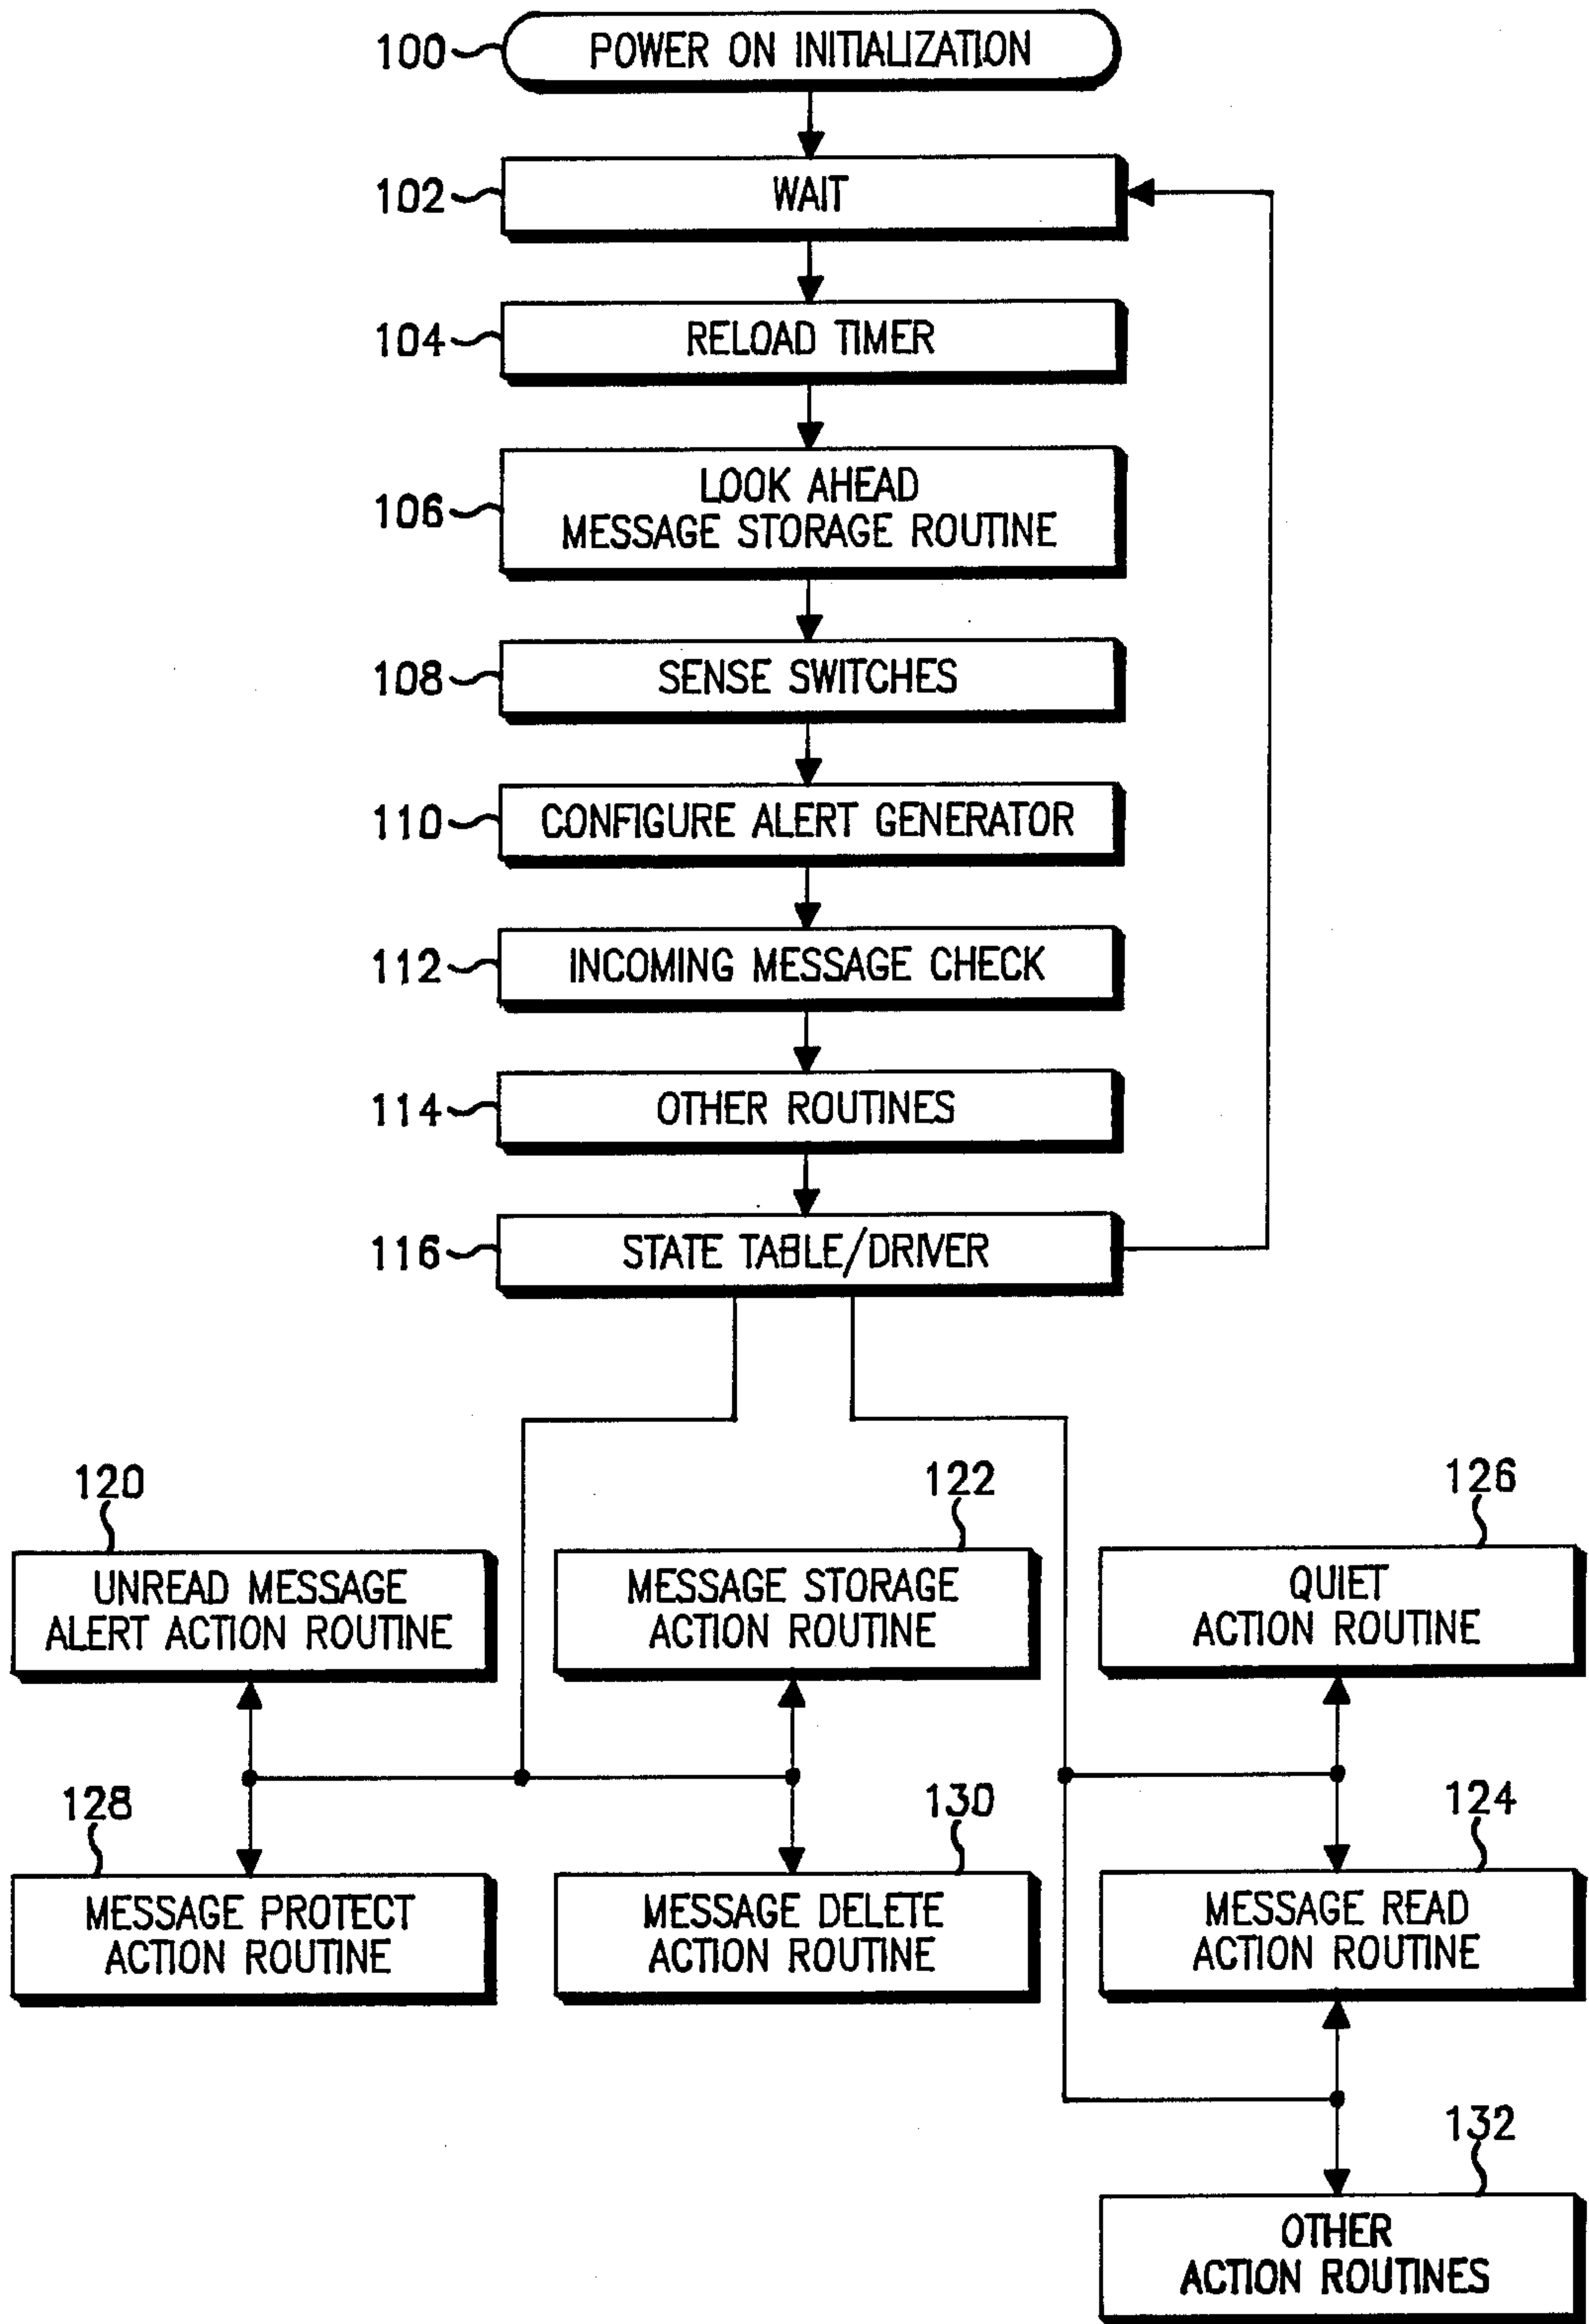 100 POWER ON INITIALIZATION
102 WAIT
104 RELOAD TIMER
106 LOOK AHEAD
MESSAGE STORAGE ROUTINE
108 SENSE SWITCHES
110 CONFIGURE ALERT GENERATOR
112 INCOMING MESSAGE CHECK
114 OTHER ROUTINES
116 STATE TABLE/DRIVER
120
UNREAD MESSAGE
ALERT ACTION ROUTINE
122
MESSAGE STORAGE
ACTION ROUTINE
126
QUIET
ACTION ROUTINE
128
MESSAGE PROTECT
ACTION ROUTINE
130
MESSAGE DELETE
ACTION ROUTINE
124
MESSAGE READ
ACTION ROUTINE
132
OTHER
ACTION ROUTINES